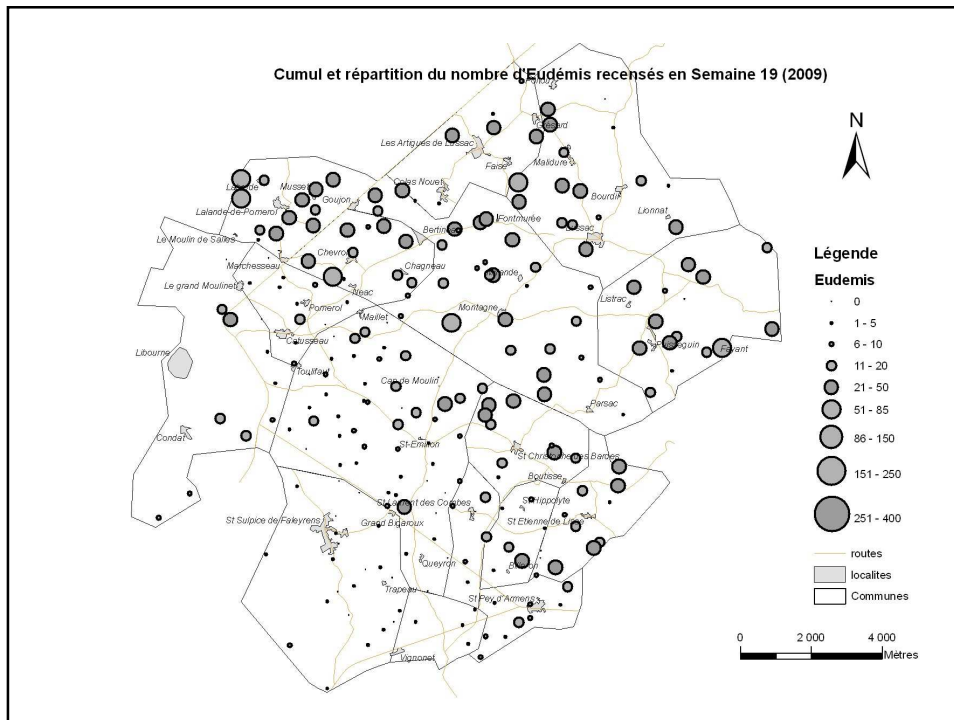 Cumul et répartition du nombre d'Eudémis recensés en Semaine 19 (2009)
N
Les Artigues de Lussac
Faise
Malidure
Musset
Goujon
Colas Nouet
Bourdil
Lalande-de-Pomerol
Lionnat
Fontmurée
Bertineau
Lussac
Le Moulin de Salles
Chevrol
Marchesseau
Chagneau
Le grand Moulinet
Néac
Listrac
Pomerol
Maillet
Montagne
Catusseau
Puisseguin
Fayant
Libourne
Toulifaut
Cap de Moulin
Parsac
Condat
St-Emilion
St Christophe des Bardes
Boutisse
St Laurent des Combes
St Hippolyte
St Sulpice de Faleyrens
Grand Bigaroux
St Etienne de Lisse
Queyron
Trapeau
St Pey d'Armens
Vignonet
Légende
Eudemis
0
1 - 5
6 - 10
11 - 20
21 - 50
51 - 85
86 - 150
151 - 250
251 - 400
routes
localites
Communes
0 2 000 4 000
Mètres